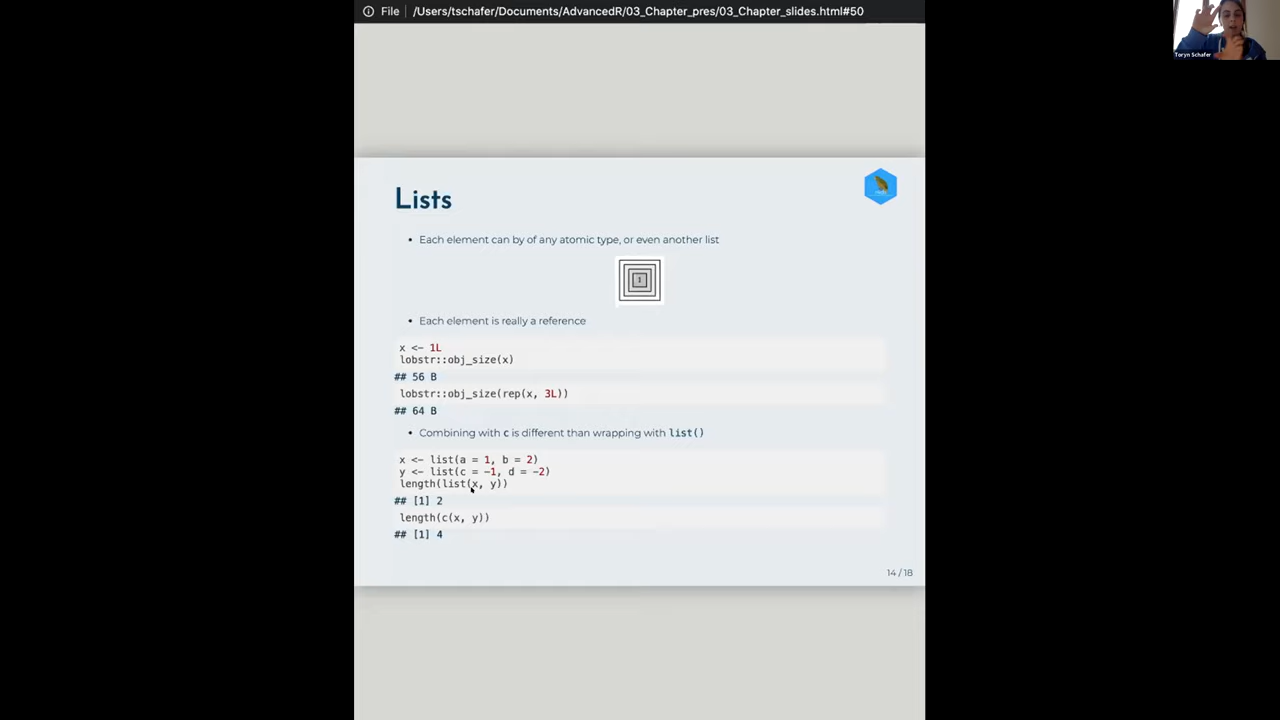 File
/Users/tschafer/Documents/AdvancedR/03_Chapter_pres/03_Chapter_slides.html#50
Toryn Schafer
Lists
• Each element can by of any atomic type, or even another list
1
• Each element is really a reference
x <- 1L
lobstr::obj_size(x)
## 56 B
lobstr::obj_size(rep(x, 3L))
## 64 B
• Combining with c is different than wrapping with list()
x <- list(a = 1, b = 2)
y <- list(c = -1, d = -2)
length(list(x, y))
## [1] 2
length(c(x, y))
## [1] 4
14 / 18